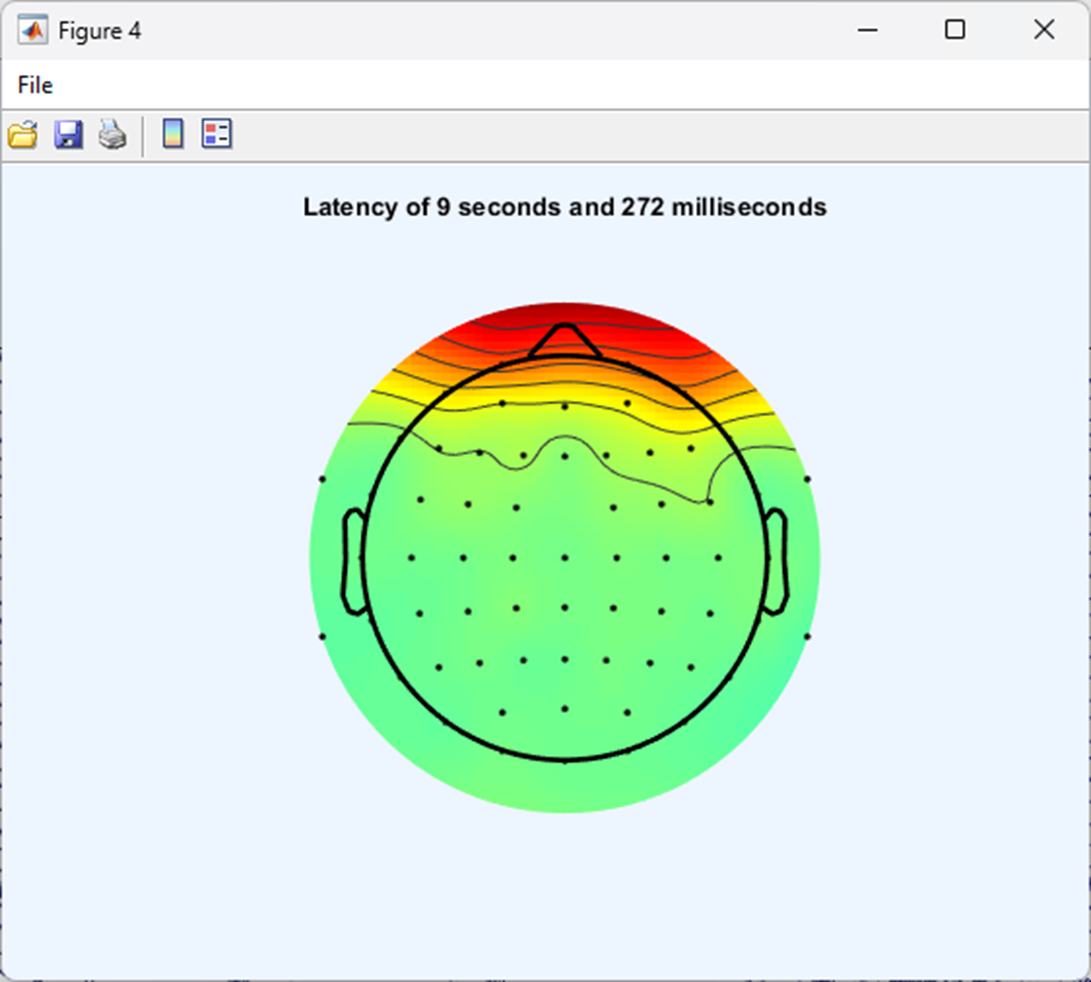 Figure 4
File
Latency of 9 seconds and 272 milliseconds